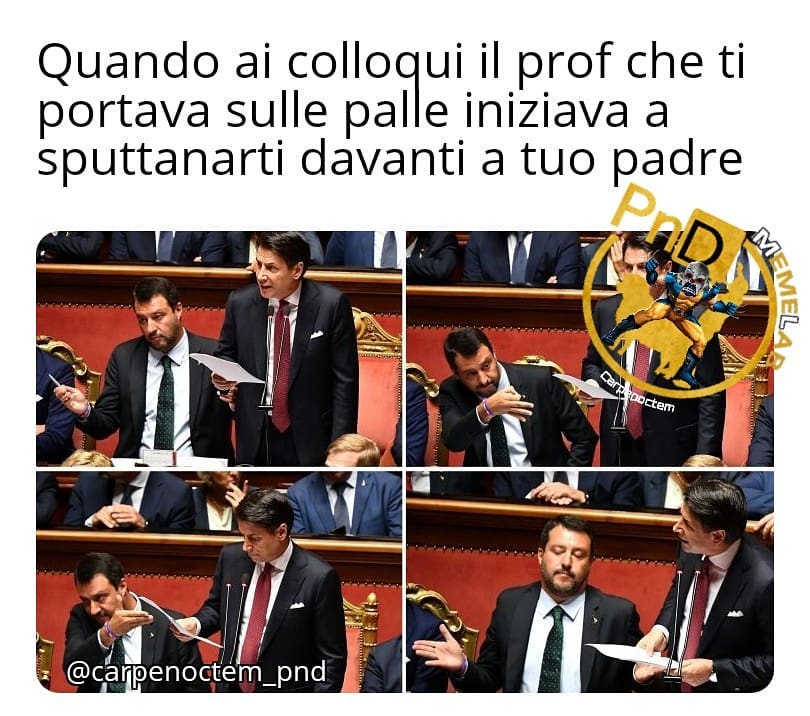 Quando ai colloqui il prof che ti
portava sulle palle iniziava a
sputtanarti davanti a tuo padre
PnD
MEMELAB
Carpenoctem
@carpenoctem_pnd